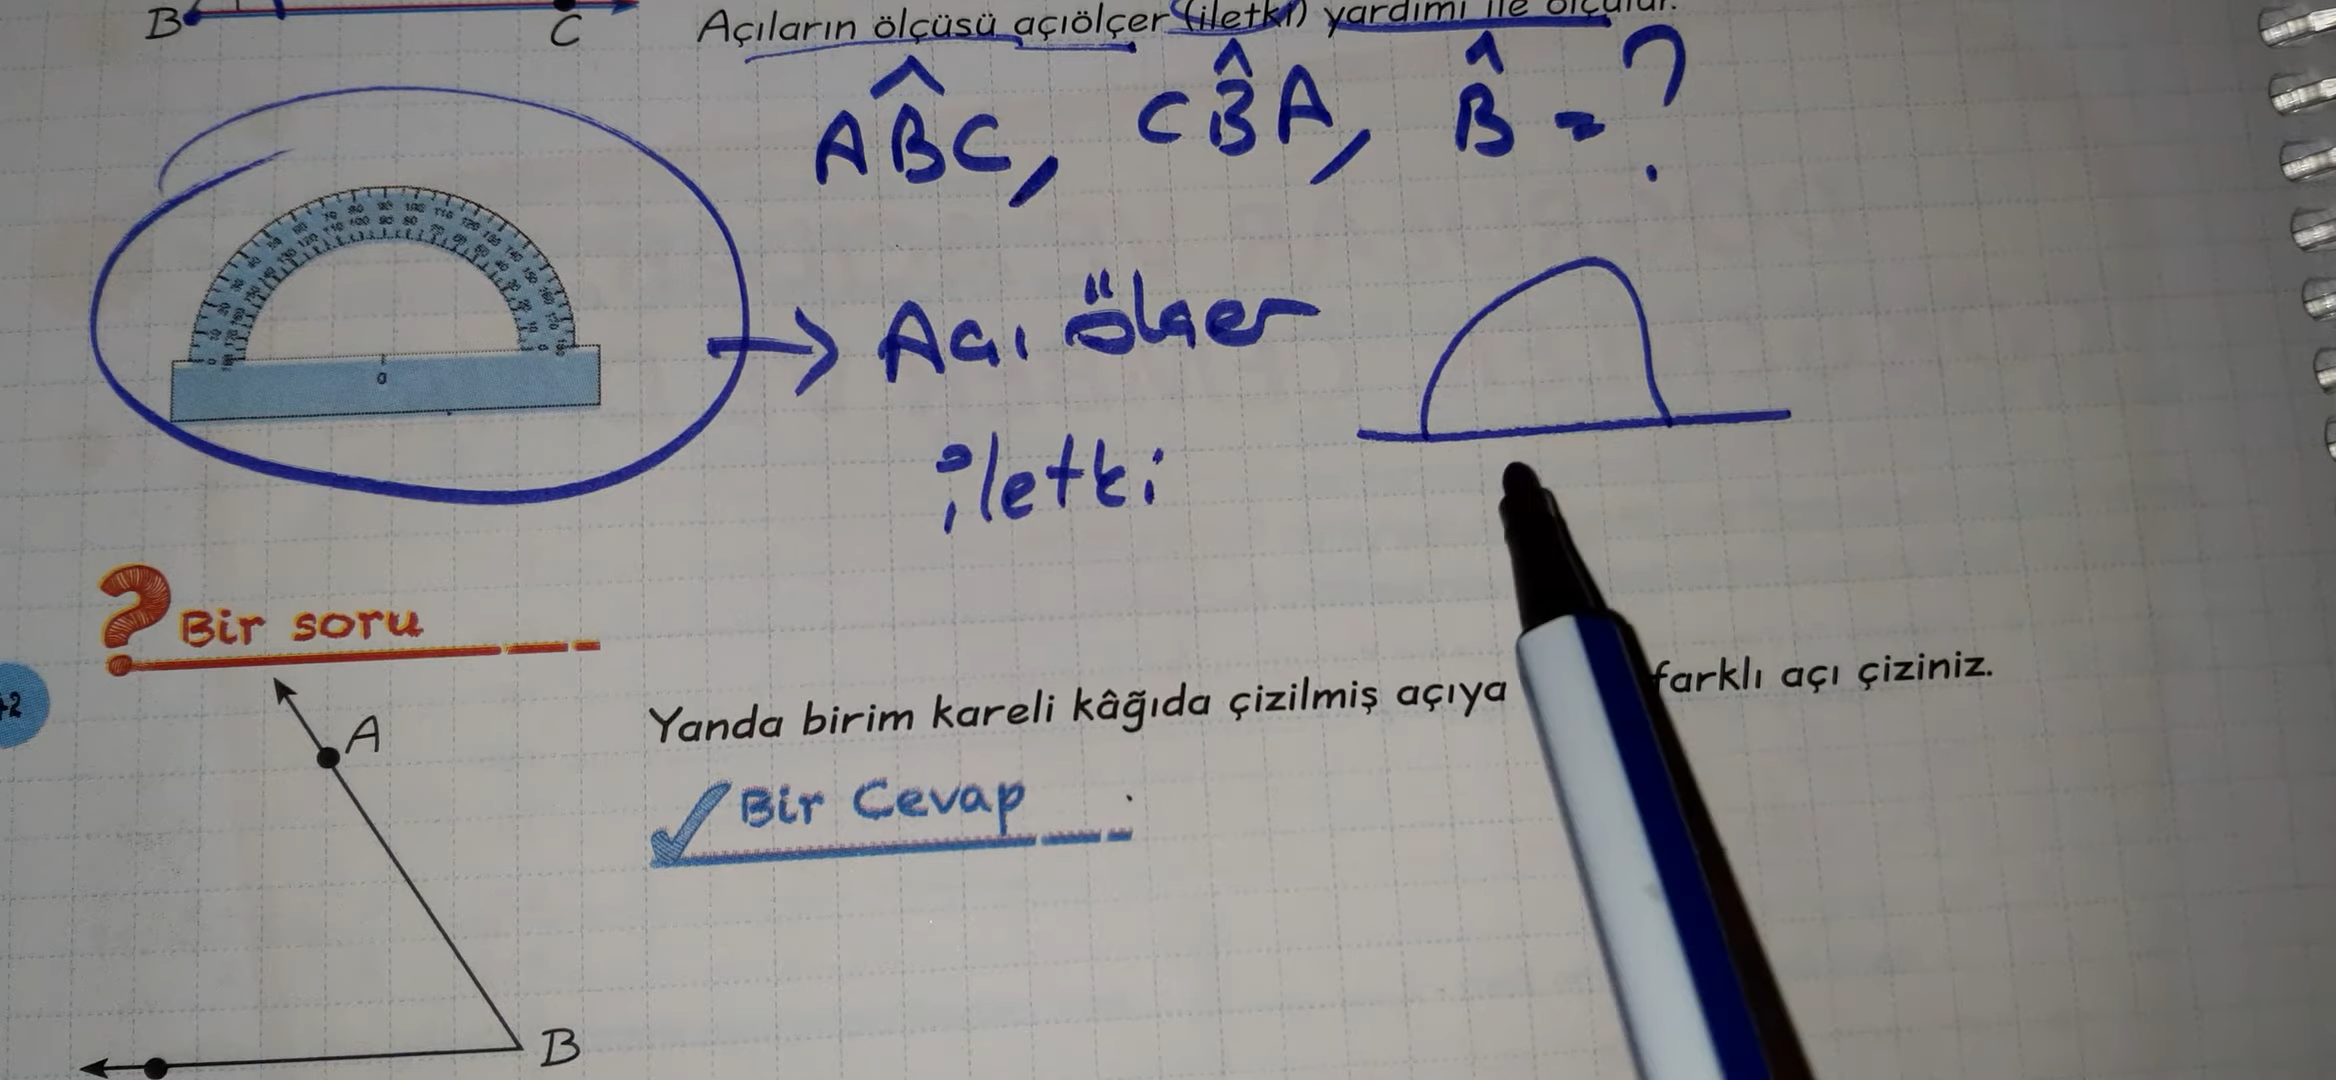 B C
Açıların ölçüsü açıölçer (iletki) yardımı ile ölçülür.
ABC, CBA, B = ?
Açı ölçer
iletki
0
? Bir soru
Yanda birim kareli kâğıda çizilmiş açıya farklı açı çiziniz.
A
Bir Cevap
B